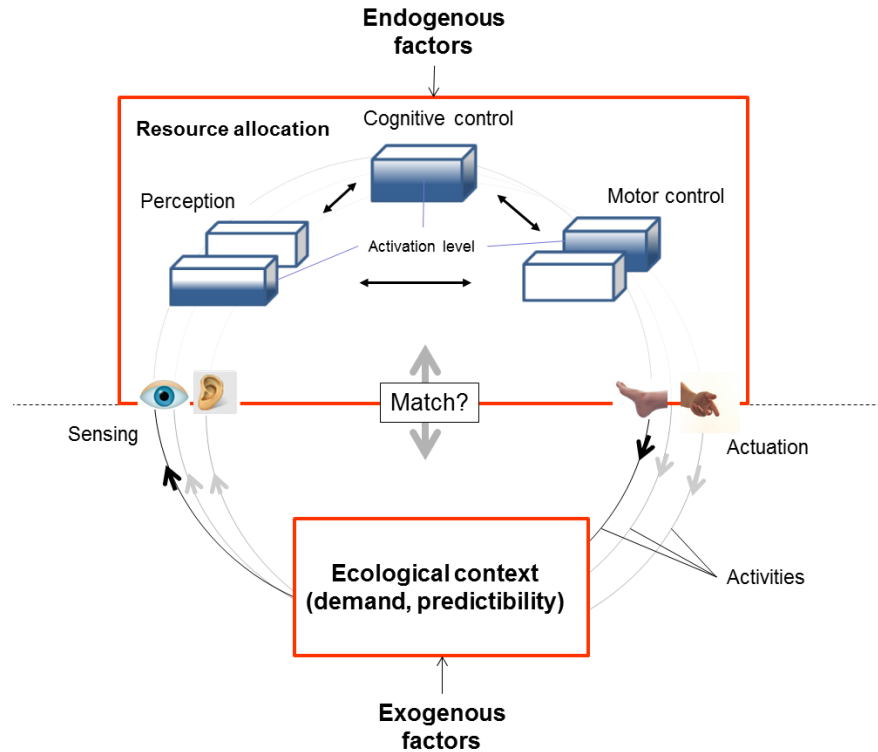 Endogenous
factors
Resource allocation
Cognitive control
Perception
Motor control
Activation level
Match?
Sensing
Actuation
Ecological context
(demand, predictibility)
Activities
Exogenous
factors